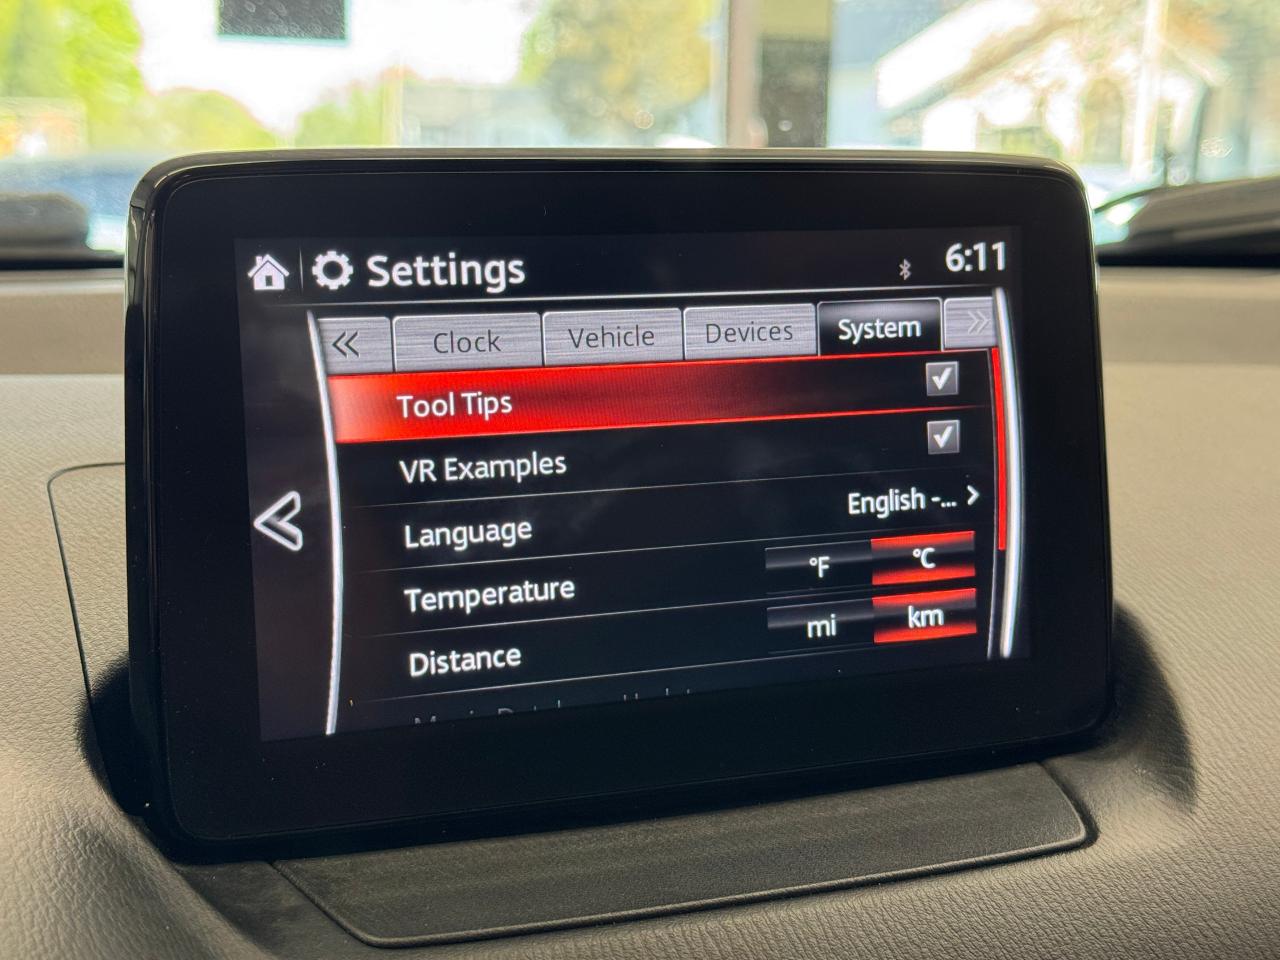 Settings
6:11
« Clock Vehicle Devices System »
Tool Tips
VR Examples
Language English -... >
Temperature °F °C
Distance mi km